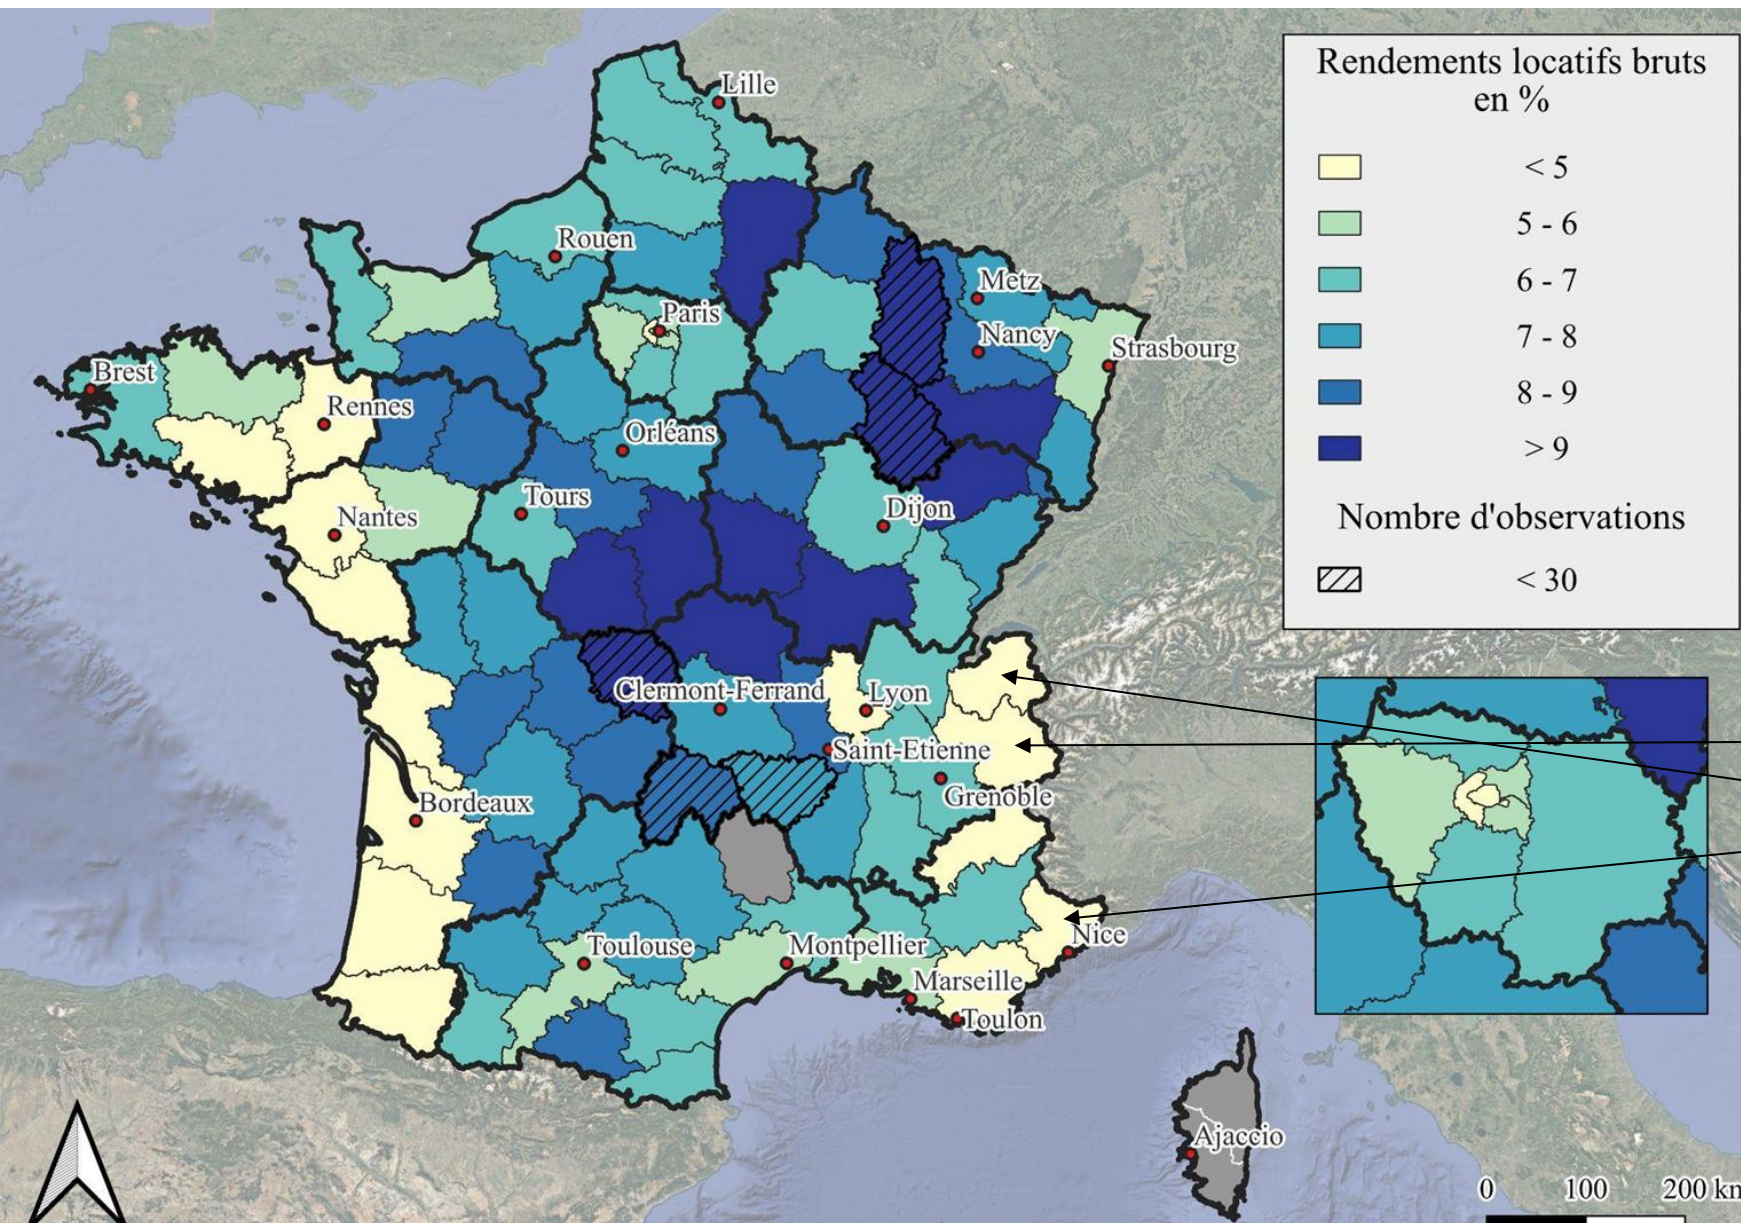 Rendements locatifs bruts
en %
< 5
5 - 6
6 - 7
7 - 8
8 - 9
> 9
Nombre d'observations
< 30
Lille
Rouen
Paris
Metz
Nancy
Strasbourg
Brest
Rennes
Orléans
Tours
Nantes
Dijon
Clermont-Ferrand
Lyon
Saint-Etienne
Grenoble
Bordeaux
Toulouse
Montpellier
Nice
Marseille
Toulon
Ajaccio
0 100 200 km